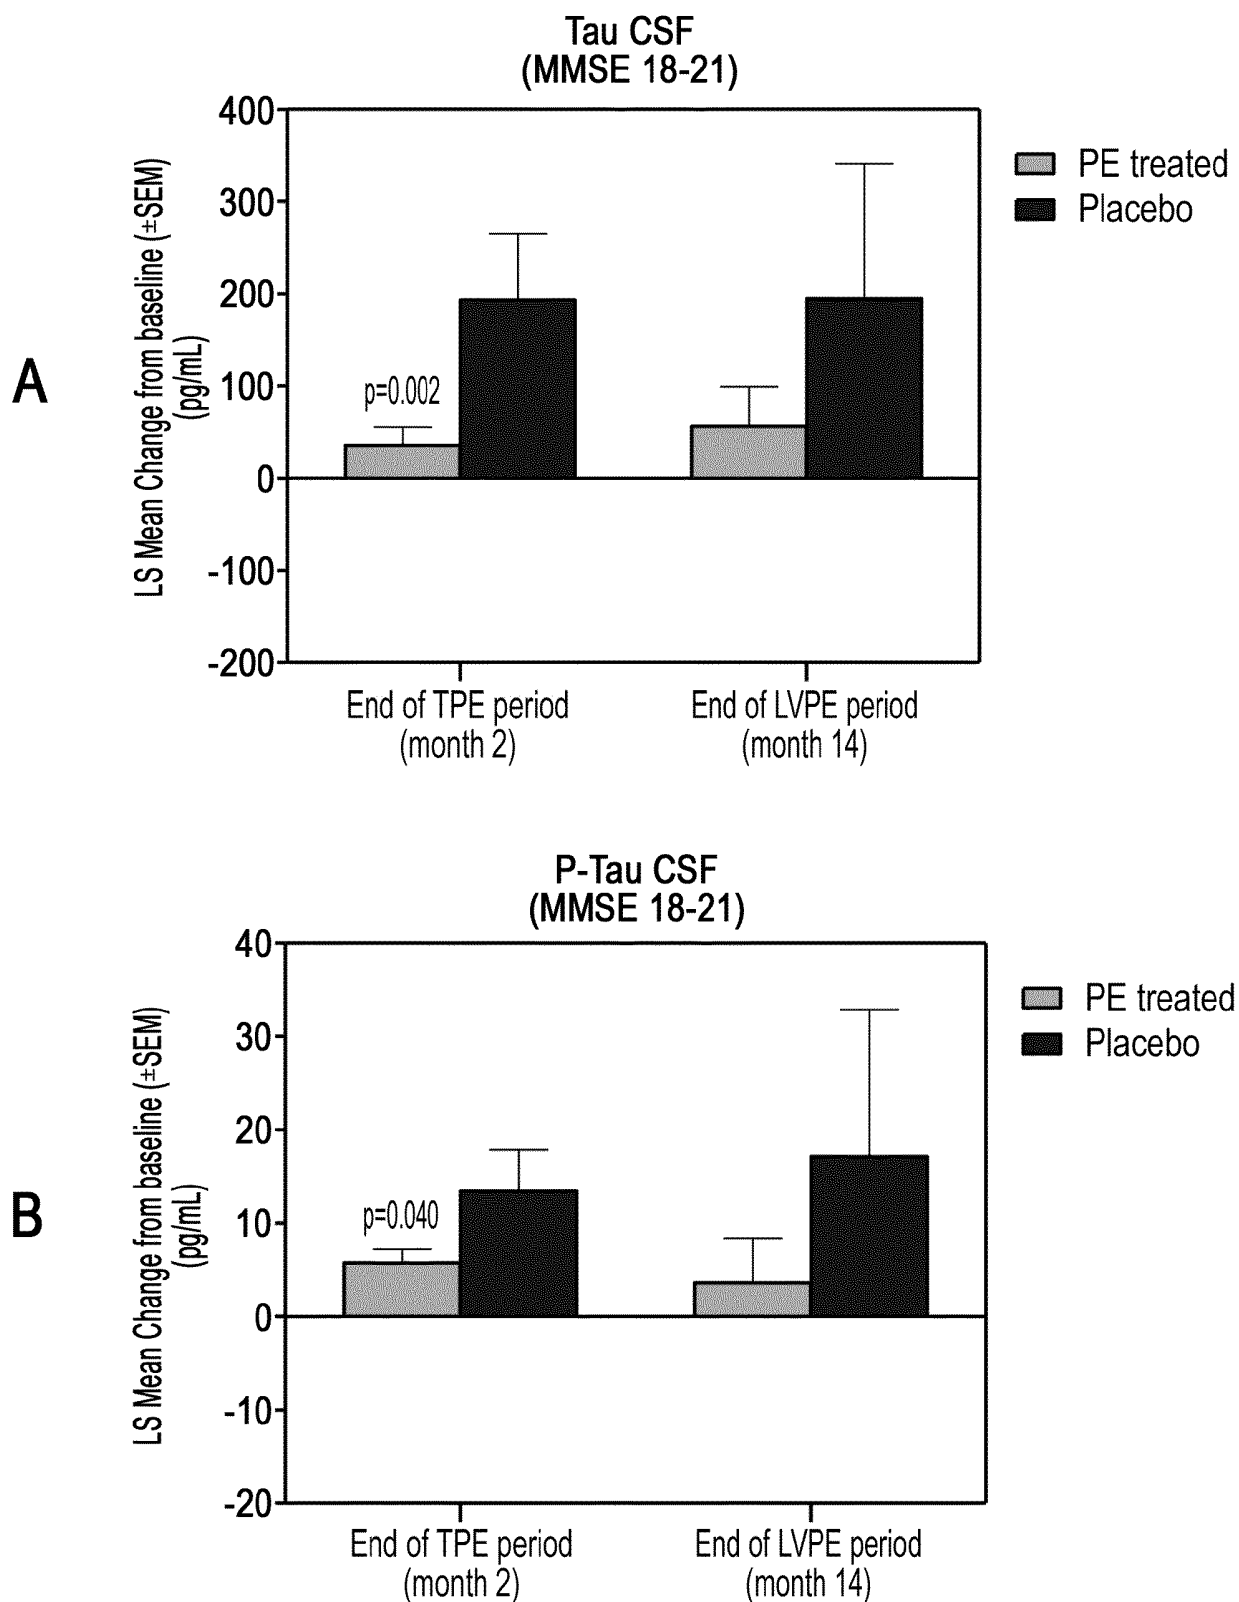 Tau CSF
(MMSE 18-21)
A
LS Mean Change from baseline (±SEM)
(pg/mL)
400
300
200
100
0
-100
-200
p=0.002
PE treated
Placebo
End of TPE period
(month 2)
End of LVPE period
(month 14)
P-Tau CSF
(MMSE 18-21)
B
LS Mean Change from baseline (±SEM)
(pg/mL)
40
30
20
10
0
-10
-20
p=0.040
PE treated
Placebo
End of TPE period
(month 2)
End of LVPE period
(month 14)